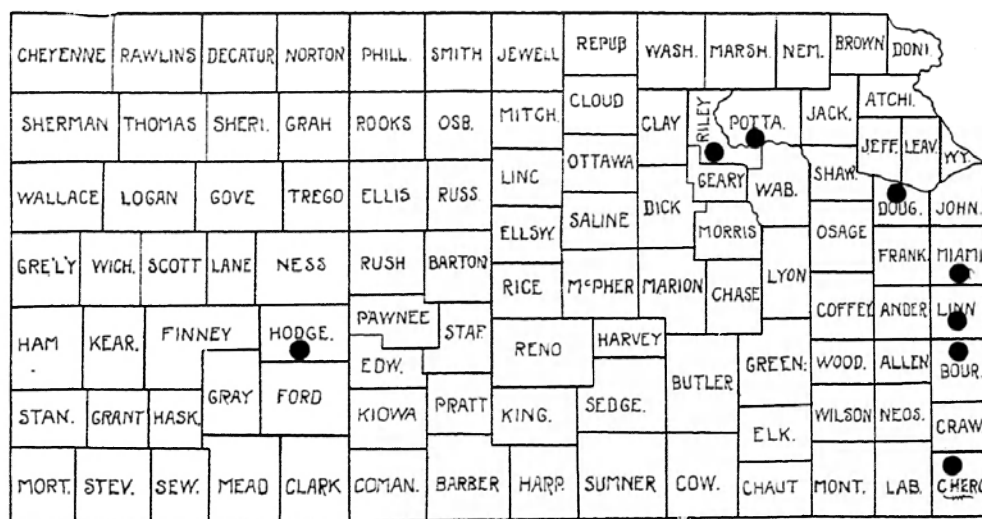 CHEYENNE RAWLINS DECATUR NORTON PHILL. SMITH JEWELL REPUB WASH. MARSH. NEM. BROWN DONI.
SHERMAN THOMAS SHERI. GRAH ROOKS OSB. MITCH. CLOUD CLAY RILEY POTTA. JACK. ATCHI.
JEFF. LEAV. WY.
WALLACE LOGAN GOVE TREGO ELLIS RUSS. LINC OTTAWA GEARY WAB. SHAW. DOUG. JOHN.
SALINE DICK
GRE'LY WICH. SCOTT LANE NESS RUSH BARTON ELLSW. MORRIS OSAGE FRANK. MIAMI
RICE McPHER MARION CHASE LYON
HAM KEAR. FINNEY HODGE. PAWNEE STAF. RENO HARVEY COFFEY ANDER LINN
EDW. BUTLER GREEN. WOOD. ALLEN BOUR.
STAN. GRANT HASK. GRAY FORD KIOWA PRATT KING. SEDGE. ELK. WILSON NEOS. CRAW
MORT. STEV. SEW. MEAD CLARK COMAN. BARBER HARP. SUMNER COW. CHAUT MONT. LAB. CHERO